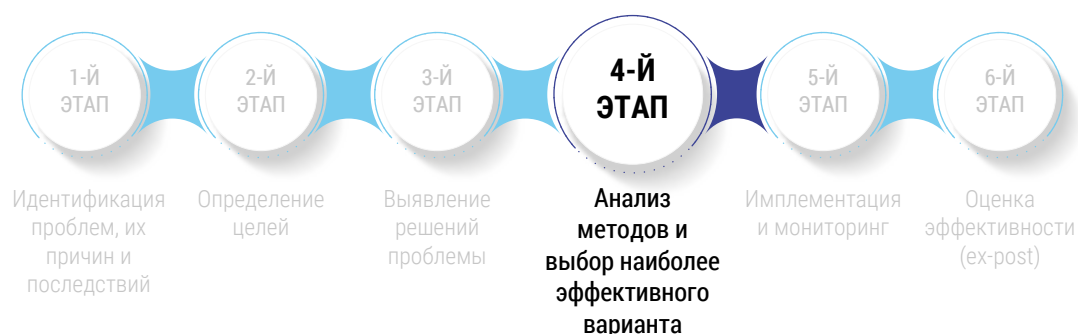 1-Й
ЭТАП
2-Й
ЭТАП
3-Й
ЭТАП
4-Й
ЭТАП
5-Й
ЭТАП
6-Й
ЭТАП
Идентификация
проблем, их
причин и
последствий
Определение
целей
Выявление
решений
проблемы
Анализ
методов и
выбор наиболее
эффективного
варианта
Имплементация
и мониторинг
Оценка
эффективности
(ex-post)